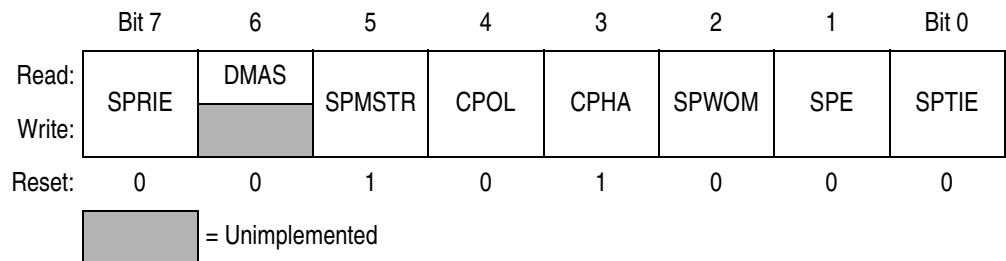 Bit 7 6 5 4 3 2 1 Bit 0
Read: DMAS
SPRIE SPMSTR CPOL CPHA SPWOM SPE SPTIE
Write:
Reset: 0 0 1 0 1 0 0 0
= Unimplemented